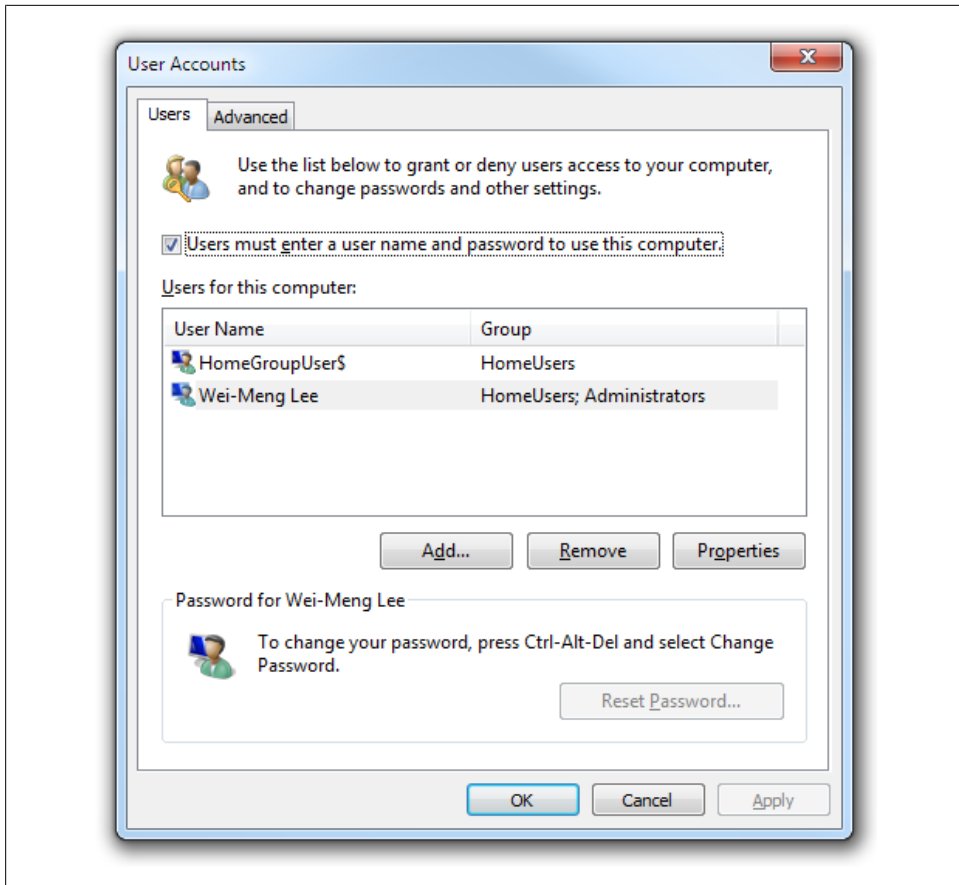 User Accounts
Users
Advanced
Use the list below to grant or deny users access to your computer,
and to change passwords and other settings.
Users must enter a user name and password to use this computer.
Users for this computer:
User Name Group
HomeGroupUser$ HomeUsers
Wei-Meng Lee HomeUsers; Administrators
Add... Remove Properties
Password for Wei-Meng Lee
To change your password, press Ctrl-Alt-Del and select Change
Password.
Reset Password...
OK Cancel Apply